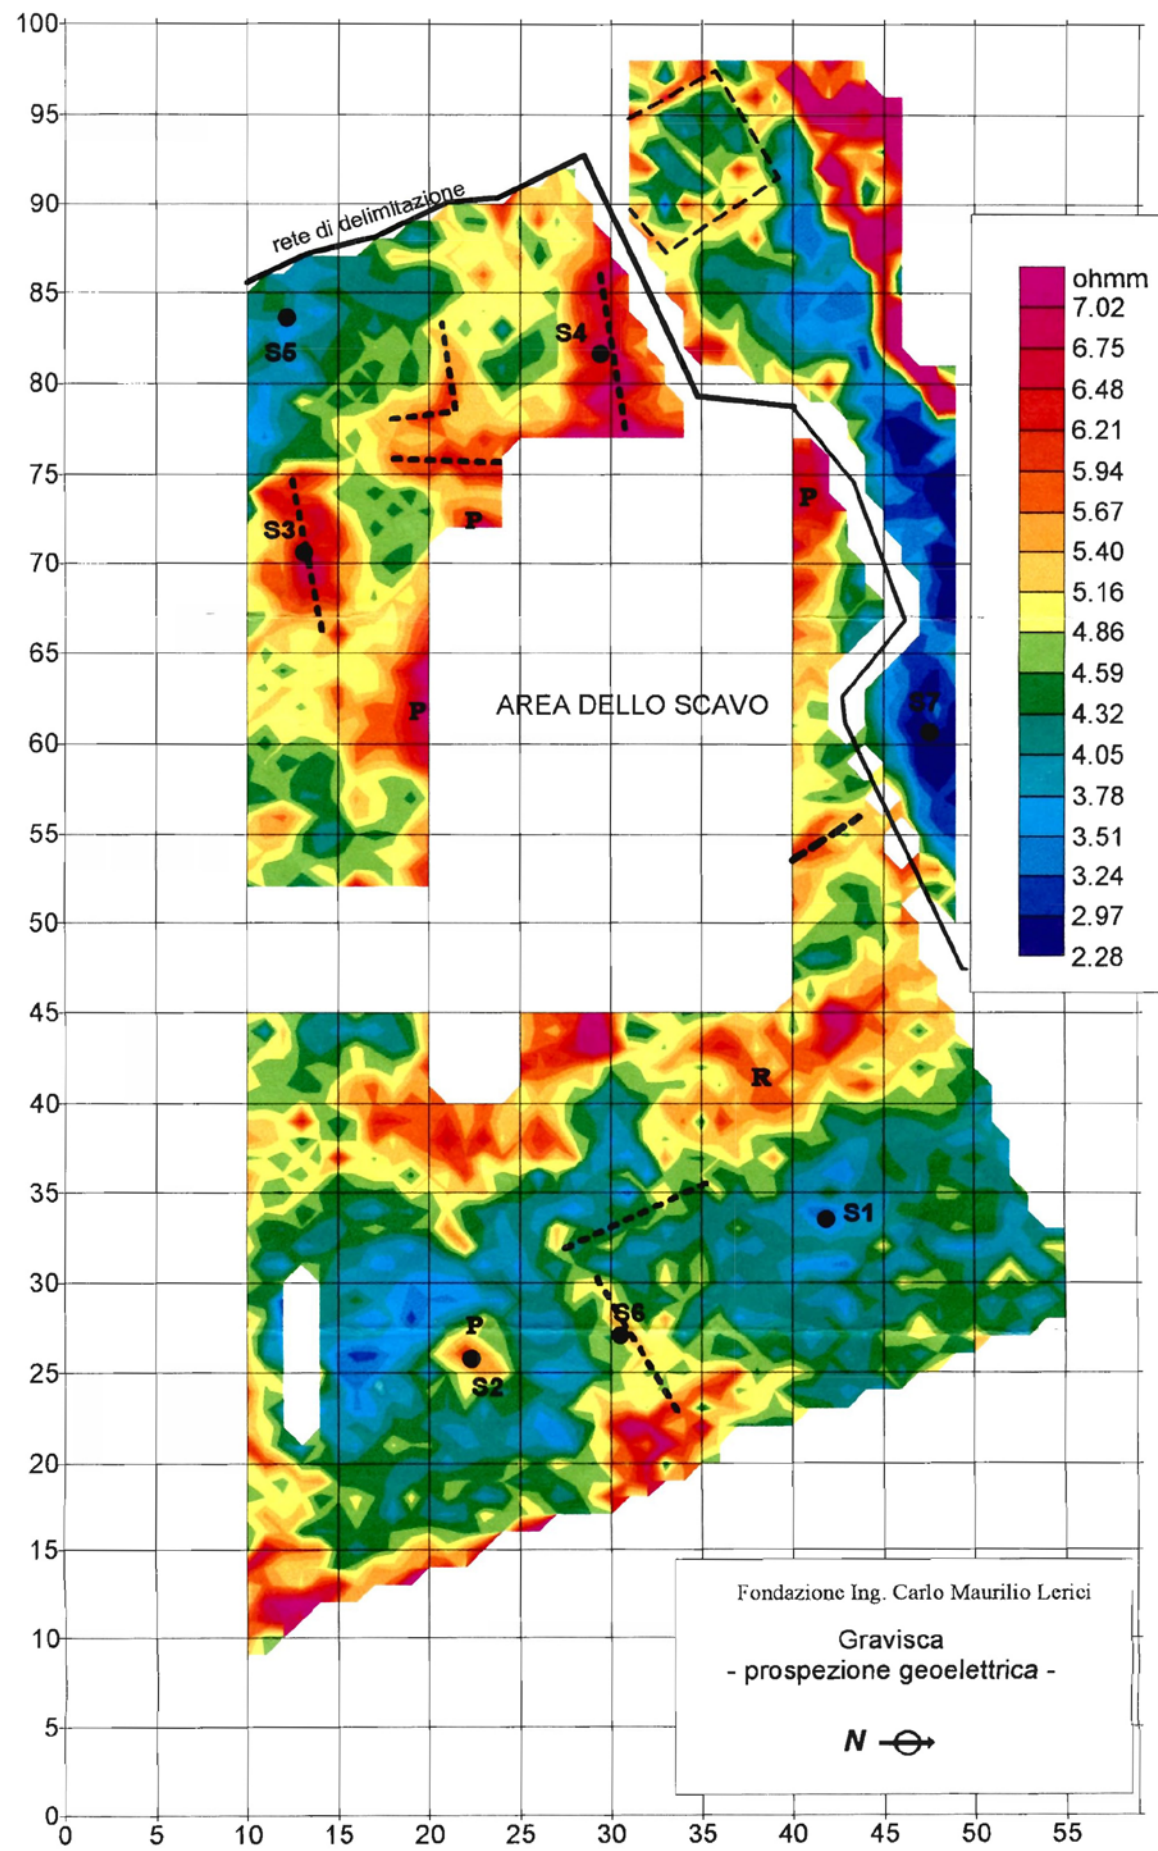 100
95
90
85
80
75
70
65
60
55
50
45
40
35
30
25
20
15
10
5
0
0 5 10 15 20 25 30 35 40 45 50 55
rete di delimitazione
S5
S4
S3
P
P
P
AREA DELLO SCAVO
S7
R
S1
S6
P
S2
ohmm
7.02
6.75
6.48
6.21
5.94
5.67
5.40
5.16
4.86
4.59
4.32
4.05
3.78
3.51
3.24
2.97
2.28
Fondazione Ing. Carlo Maurilio Lerici
Gravisca
- prospezione geoelettrica -
N